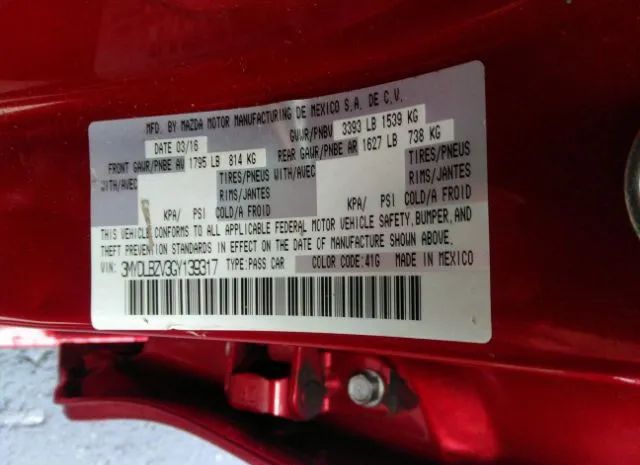 MFD. BY MAZDA MOTOR MANUFACTURING DE MEXICO S.A. DE C.V.
DATE 03/16 GVWR/PNBV 3393 LB 1539 KG
FRONT GAWR/PNBE AV 1795 LB 814 KG REAR GAWR/PNBE AR 1627 LB 738 KG
WITH/AVEC TIRES/PNEUS WITH/AVEC TIRES/PNEUS
RIMS/JANTES RIMS/JANTES
KPA/ PSI COLD/A FROID KPA/ PSI COLD/A FROID
THIS VEHICLE CONFORMS TO ALL APPLICABLE FEDERAL MOTOR VEHICLE SAFETY, BUMPER, AND
THEFT PREVENTION STANDARDS IN EFFECT ON THE DATE OF MANUFACTURE SHOWN ABOVE.
VIN: 3MYDLBZV3GY139317 TYPE:PASS CAR COLOR CODE:41G MADE IN MEXICO